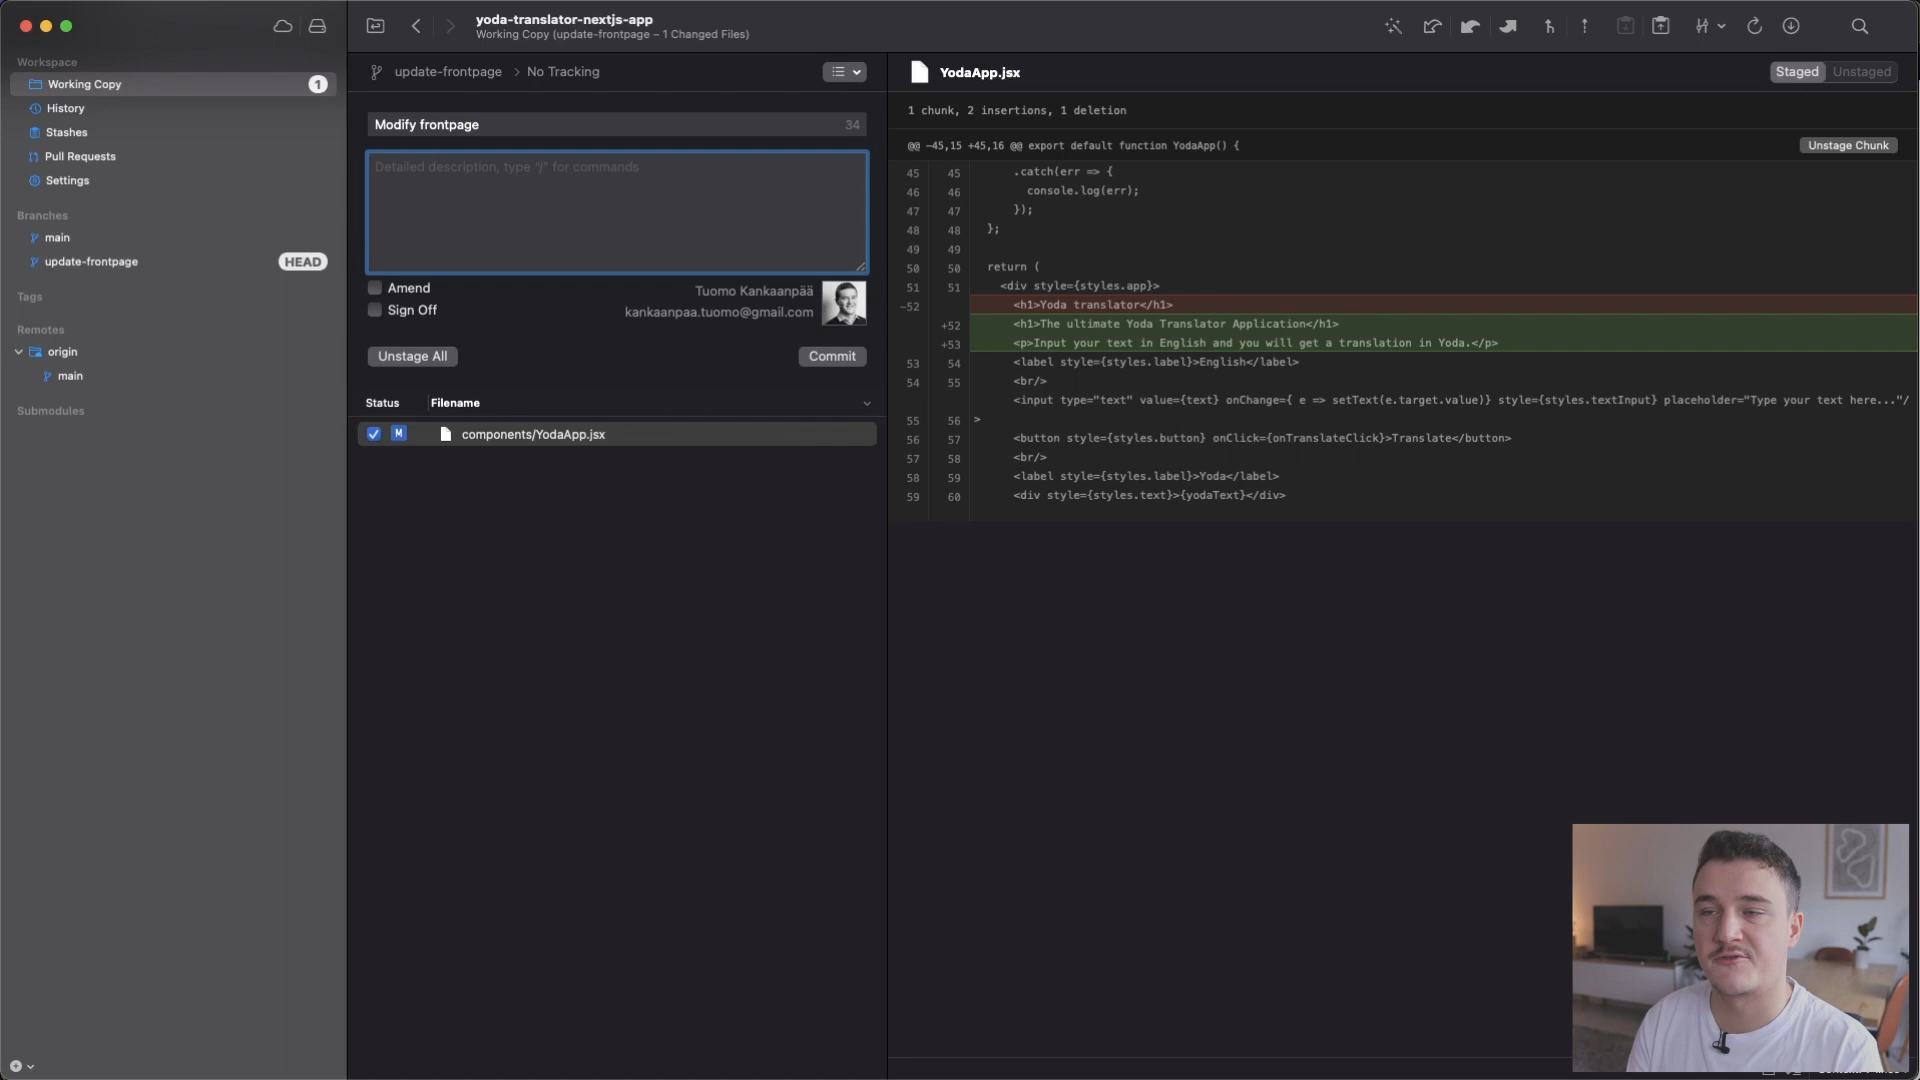 yoda-translator-nextjs-app
Working Copy (update-frontpage – 1 Changed Files)
Workspace
Working Copy 1
History
Stashes
Pull Requests
Settings
Branches
main
update-frontpage HEAD
Tags
Remotes
origin
main
Submodules
update-frontpage > No Tracking
Modify frontpage 34
Detailed description, type "/" for commands
Amend
Sign Off
Tuomo Kankaanpää
kankaanpaa.tuomo@gmail.com
Unstage All Commit
Status Filename
M components/YodaApp.jsx
YodaApp.jsx Staged Unstaged
1 chunk, 2 insertions, 1 deletion
@@ -45,15 +45,16 @@ export default function YodaApp() { Unstage Chunk
45 45 .catch(err => {
46 46 console.log(err);
47 47 });
48 48 };
49 49
50 50 return (
51 51 <div style={styles.app}>
-52 <h1>Yoda translator</h1>
+52 <h1>The ultimate Yoda Translator Application</h1>
+53 <p>Input your text in English and you will get a translation in Yoda.</p>
53 54 <label style={styles.label}>English</label>
54 55 <br/>
<input type="text" value={text} onChange={ e => setText(e.target.value)} style={styles.textInput} placeholder="Type your text here..."/
55 56 >
56 57 <button style={styles.button} onClick={onTranslateClick}>Translate</button>
57 58 <br/>
58 59 <label style={styles.label}>Yoda</label>
59 60 <div style={styles.text}>{yodaText}</div>